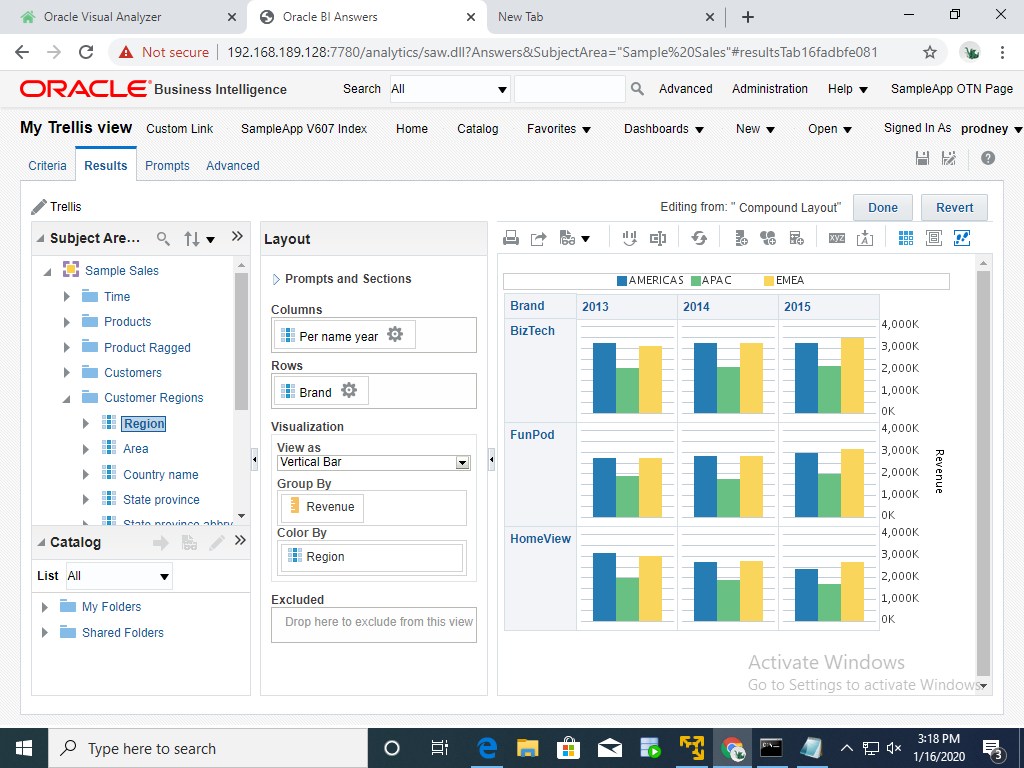 Oracle Visual Analyzer
Oracle BI Answers
New Tab
Not secure
192.168.189.128:7780/analytics/saw.dll?Answers&SubjectArea="Sample%20Sales"#resultsTab16fadbfe081
ORACLE Business Intelligence
Search All
Advanced Administration Help SampleApp OTN Page
My Trellis view Custom Link SampleApp V607 Index Home Catalog Favorites Dashboards New Open Signed In As prodney
Criteria Results Prompts Advanced
Trellis
Editing from: " Compound Layout" Done Revert
Subject Are...
Sample Sales
Time
Products
Product Ragged
Customers
Customer Regions
Region
Area
Country name
State province
State province abbrv
Catalog
List All
My Folders
Shared Folders
Layout
Prompts and Sections
Columns
Per name year
Rows
Brand
Visualization
View as
Vertical Bar
Group By
Revenue
Color By
Region
Excluded
Drop here to exclude from this view
AMERICAS APAC EMEA
Brand 2013 2014 2015
BizTech
4,000K
3,000K
2,000K
1,000K
0K
FunPod
4,000K
3,000K
2,000K
1,000K
0K
HomeView
4,000K
3,000K
2,000K
1,000K
0K
Revenue
Activate Windows
Go to Settings to activate Windows.
Type here to search
3:18 PM
1/16/2020
3